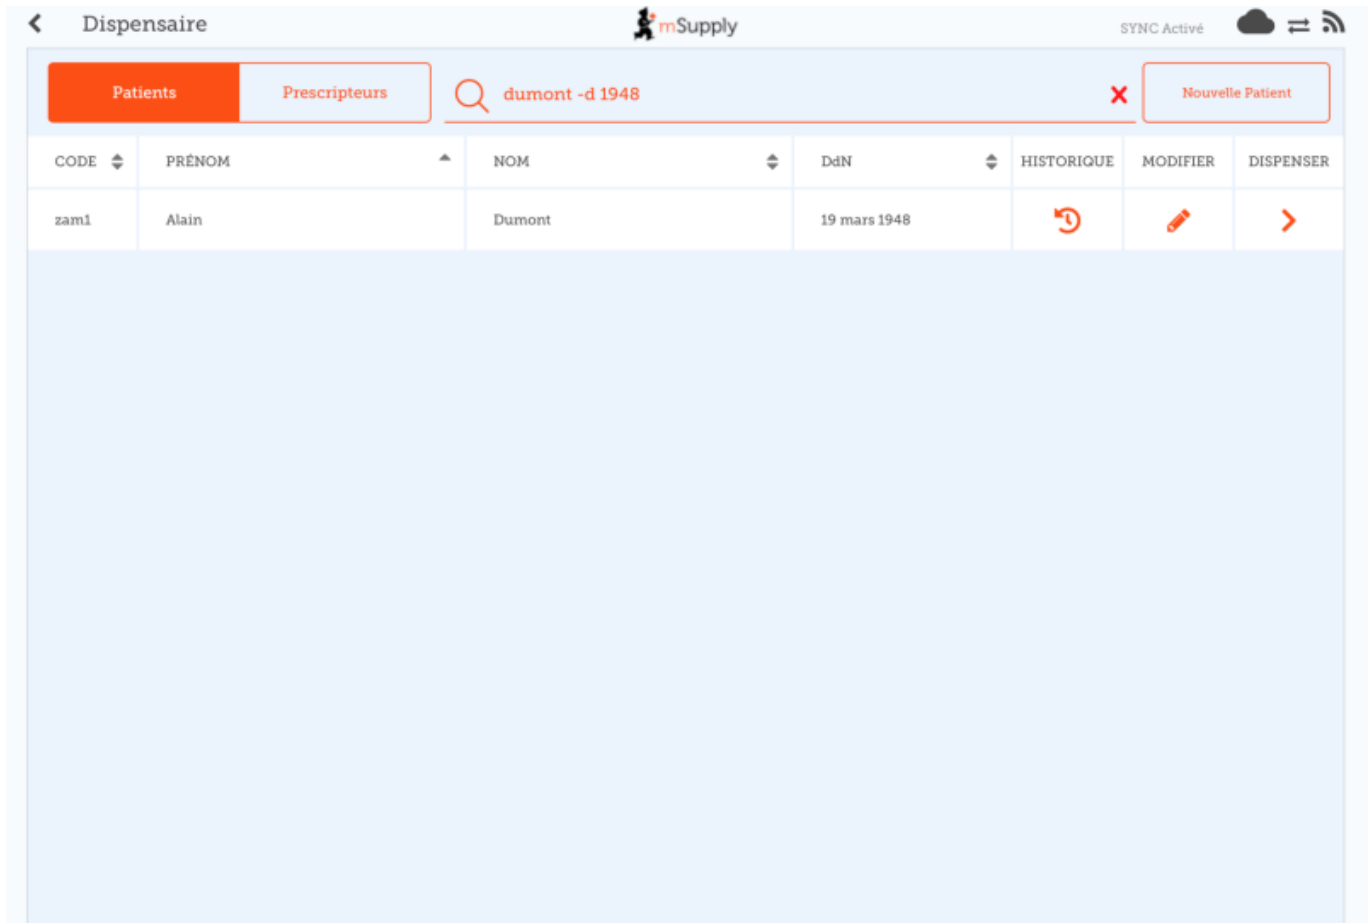 Dispensaire
mSupply
SYNC Activé
Patients
Prescripteurs
dumont -d 1948
Nouvelle Patient
CODE PRÉNOM NOM DdN HISTORIQUE MODIFIER DISPENSER
zam1 Alain Dumont 19 mars 1948